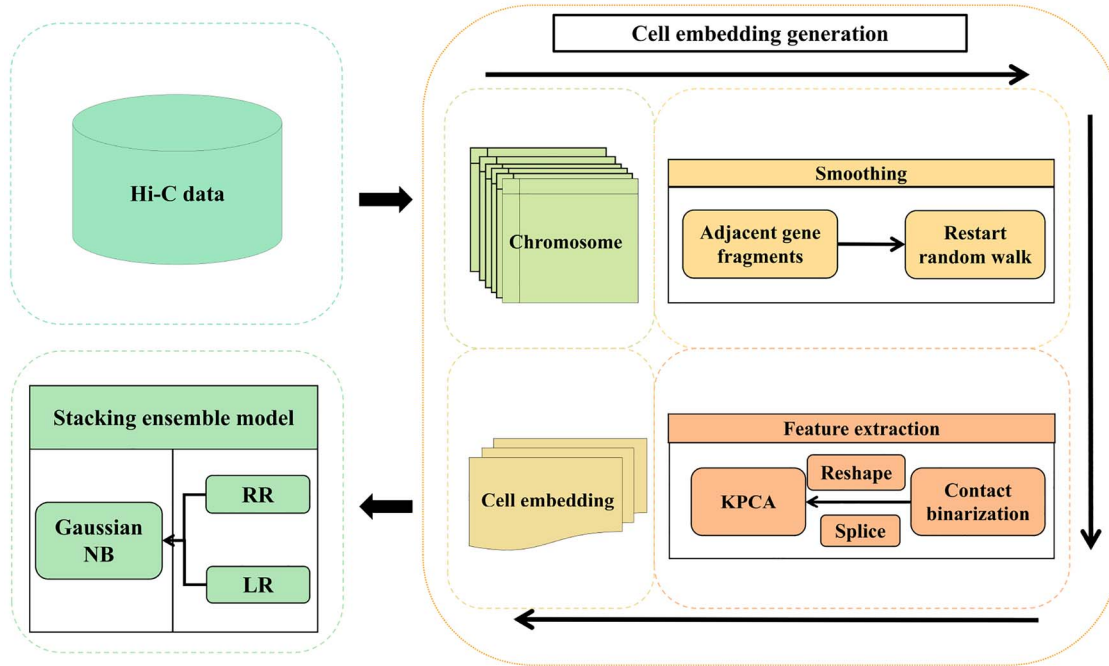 Cell embedding generation
Hi-C data
Chromosome
Smoothing
Adjacent gene
fragments
Restart
random walk
Feature extraction
Contact
binarization
Reshape
Splice
KPCA
Cell embedding
Stacking ensemble model
RR
LR
Gaussian
NB